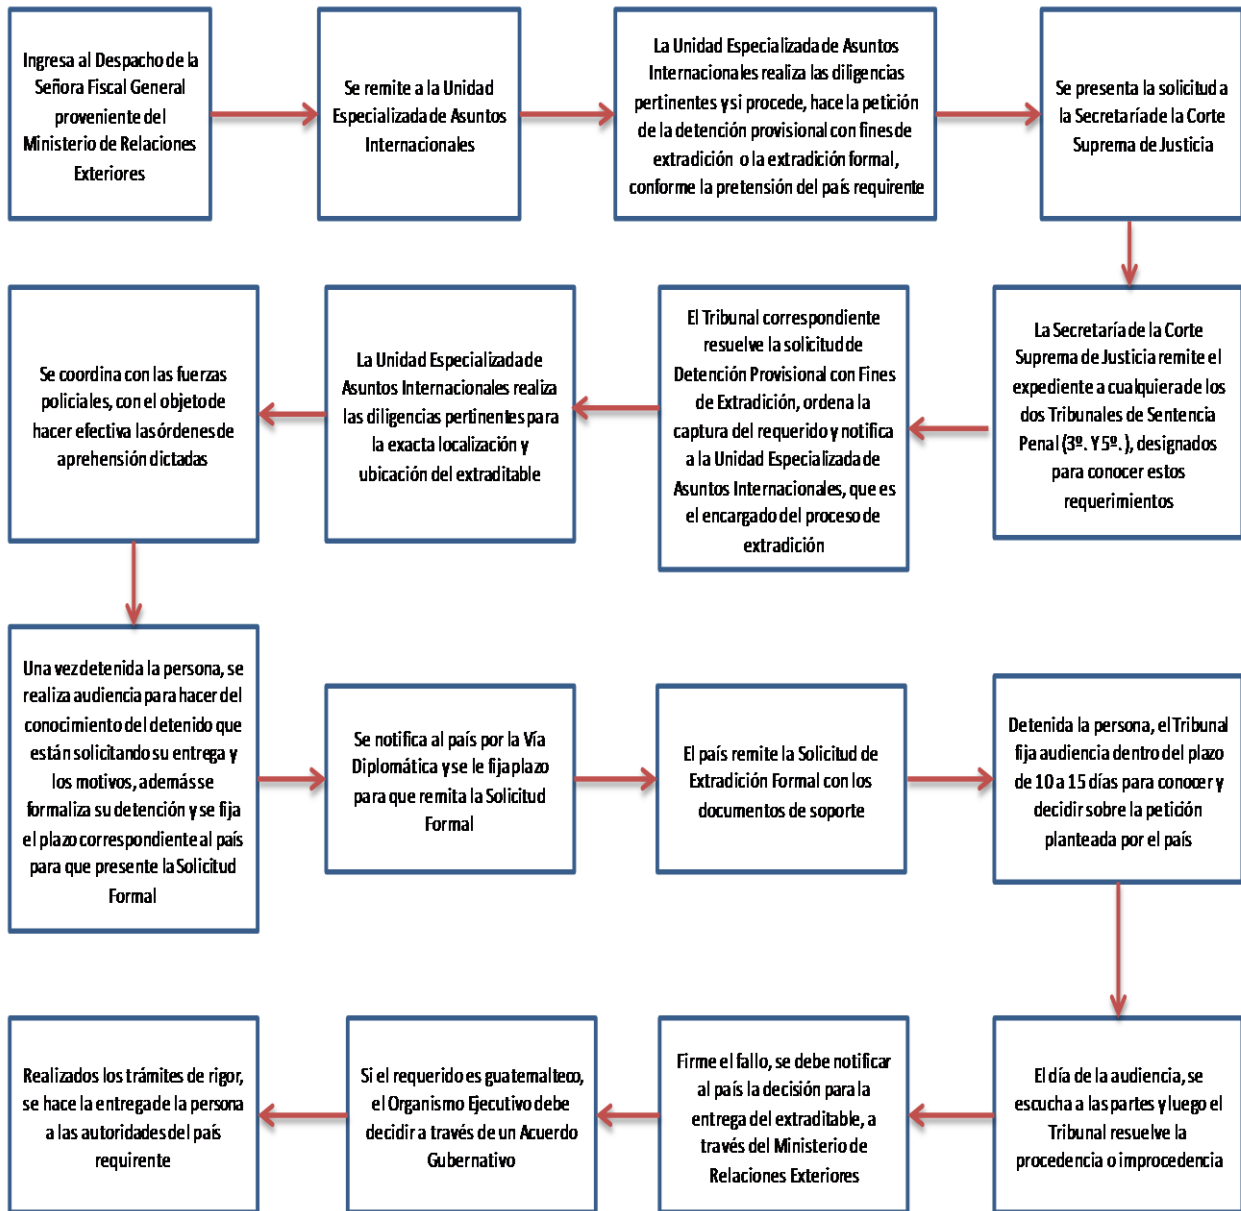 Ingresa al Despacho de la
Señora Fiscal General
proveniente del
Ministerio de Relaciones
Exteriores
Se remite a la Unidad
Especializada de Asuntos
Internacionales
La Unidad Especializada de Asuntos
Internacionales realiza las diligencias
pertinentes y si procede, hace la petición
de la detención provisional con fines de
extradición o la extradición formal,
conforme la pretensión del país requirente
Se presenta la solicitud a
la Secretaría de la Corte
Suprema de Justicia
La Secretaría de la Corte
Suprema de Justicia remite el
expediente a cualquiera de los
dos Tribunales de Sentencia
Penal (3º. Y 5º. ), designados
para conocer estos
requerimientos
El Tribunal correspondiente
resuelve la solicitud de
Detención Provisional con Fines
de Extradición, ordena la
captura del requerido y notifica
a la Unidad Especializada de
Asuntos Internacionales, que es
el encargado del proceso de
extradición
La Unidad Especializada de
Asuntos Internacionales realiza
las diligencias pertinentes para
la exacta localización y
ubicación del extraditable
Se coordina con las fuerzas
policiales, con el objeto de
hacer efectiva las órdenes de
aprehensión dictadas
Una vez detenida la persona, se
realiza audiencia para hacer del
conocimiento del detenido que
están solicitando su entrega y
los motivos, además se
formaliza su detención y se fija
el plazo correspondiente al país
para que presente la Solicitud
Formal
Se notifica al país por la Vía
Diplomática y se le fija plazo
para que remita la Solicitud
Formal
El país remite la Solicitud de
Extradición Formal con los
documentos de soporte
Detenida la persona, el Tribunal
fija audiencia dentro del plazo
de 10 a 15 días para conocer y
decidir sobre la petición
planteada por el país
El día de la audiencia, se
escucha a las partes y luego el
Tribunal resuelve la
procedencia o improcedencia
Firme el fallo, se debe notificar
al país la decisión para la
entrega del extraditable, a
través del Ministerio de
Relaciones Exteriores
Si el requerido es guatemalteco,
el Organismo Ejecutivo debe
decidir a través de un Acuerdo
Gubernativo
Realizados los trámites de rigor,
se hace la entrega de la persona
a las autoridades del país
requirente